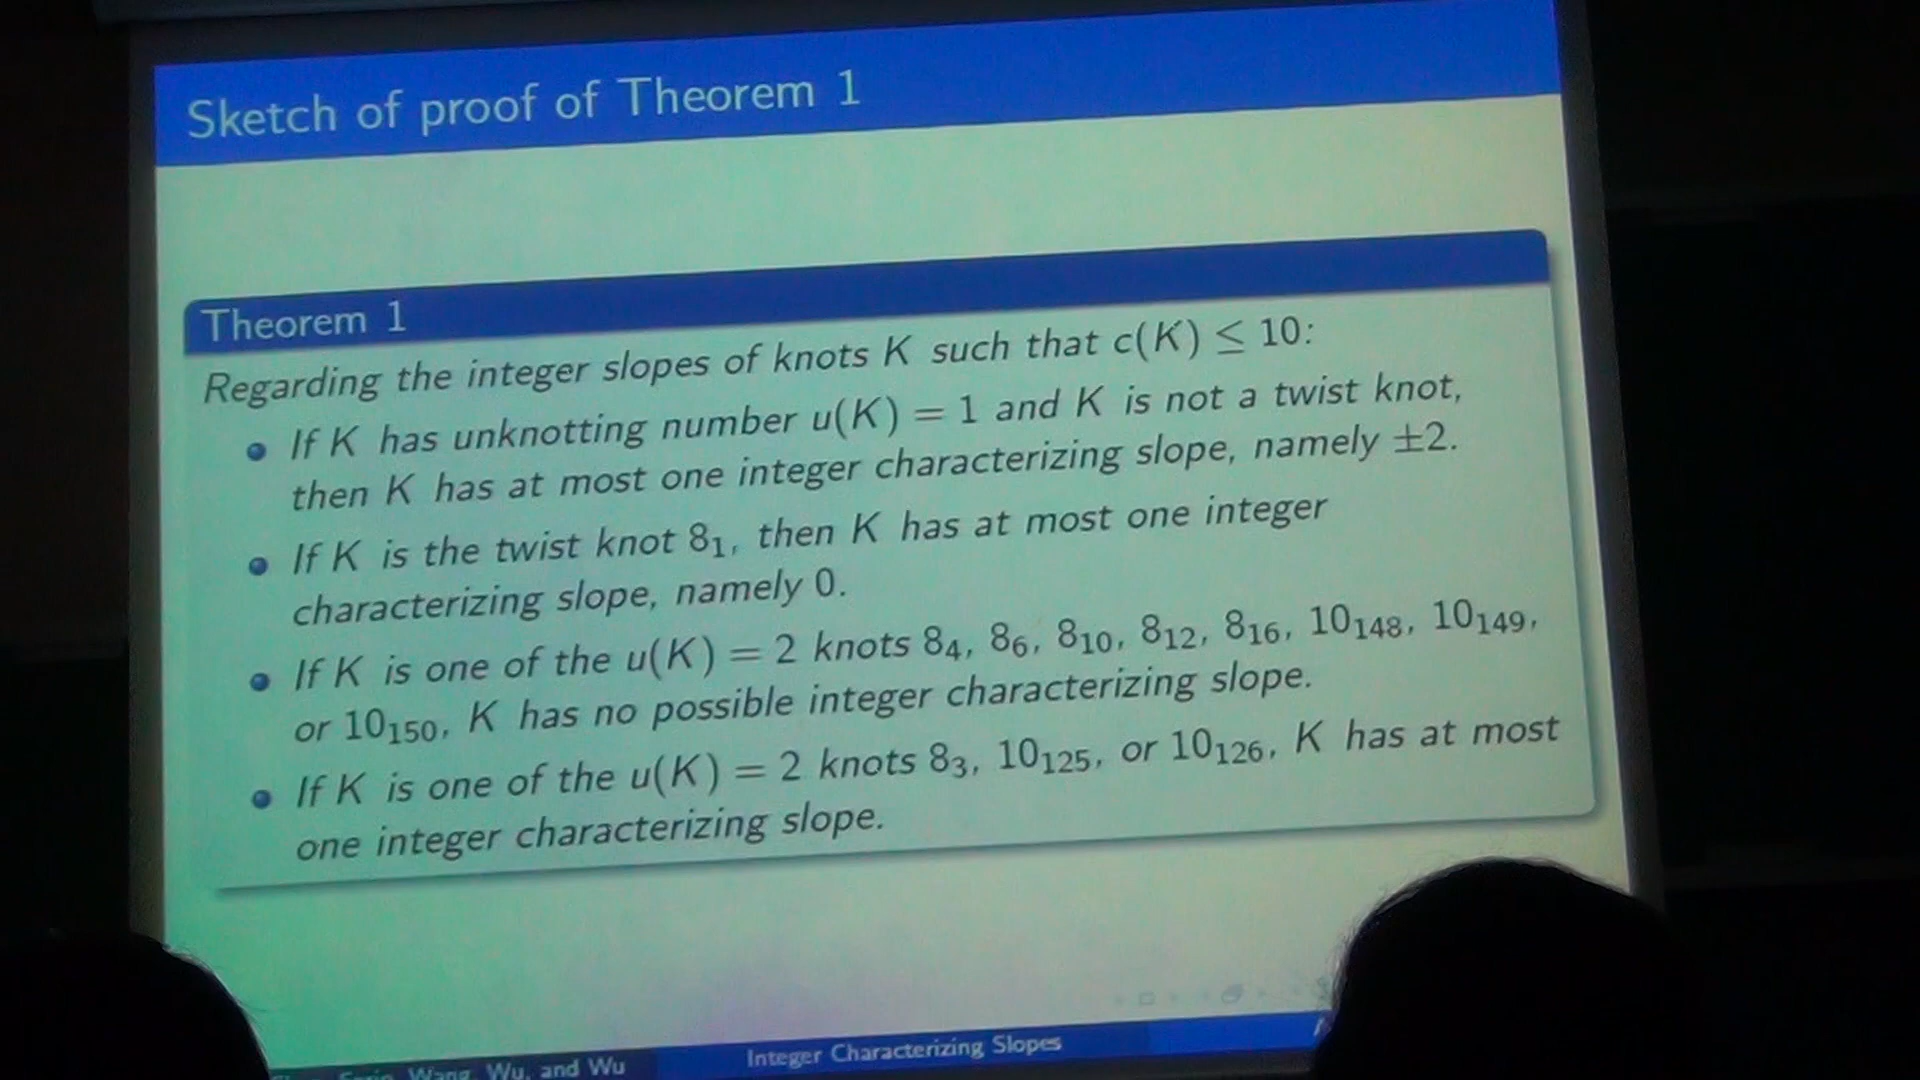 Sketch of proof of Theorem 1
Theorem 1
Regarding the integer slopes of knots K such that c(K) ≤ 10:
• If K has unknotting number u(K) = 1 and K is not a twist knot,
then K has at most one integer characterizing slope, namely ±2.
• If K is the twist knot 8₁, then K has at most one integer
characterizing slope, namely 0.
• If K is one of the u(K) = 2 knots 8₄, 8₆, 8₁₀, 8₁₂, 8₁₆, 10₁₄₈, 10₁₄₉,
or 10₁₅₀, K has no possible integer characterizing slope.
• If K is one of the u(K) = 2 knots 8₃, 10₁₂₅, or 10₁₂₆, K has at most
one integer characterizing slope.
Wang, Wu, and Wu
Integer Characterizing Slopes